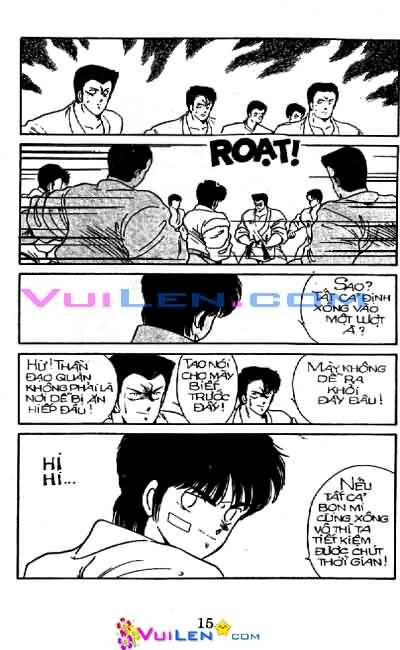 ROẠT!
SAO?
TẤT CẢ ĐỊNH
XÔNG VÀO
MỘT LƯỢT
À?
VUILEN.COM
HỪ! THẦN
ĐẠO QUÁN
KHÔNG PHẢI LÀ
NƠI DỄ BỊ ĂN
HIẾP ĐÂU!
TAO NÓI
CHO MÀY
BIẾT
TRƯỚC
ĐẤY!
MÀY KHÔNG
DỄ RA
KHỎI
ĐÂY ĐÂU!
HI
HI...
NẾU
TẤT CẢ
BỌN MI
CÙNG XÔNG
VÔ THÌ TA
TIẾT KIỆM
ĐƯỢC CHÚT
THỜI GIAN!
15
VUILEN.COM